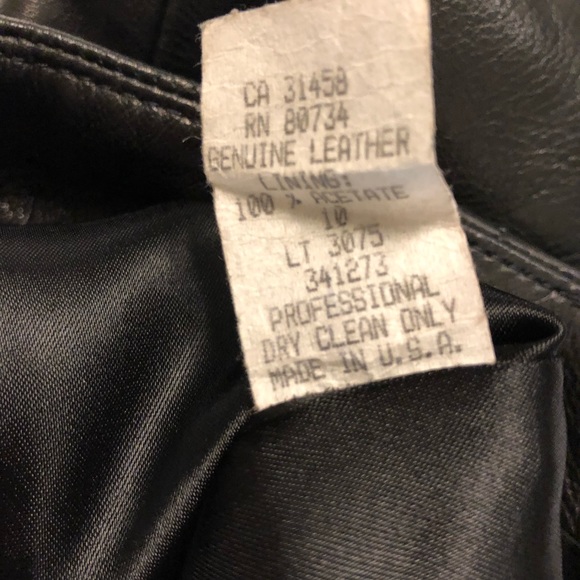 CA 31458
RN 80734
GENUINE LEATHER
LINING:
100 % ACETATE
10
LT 3075
341273
PROFESSIONAL
DRY CLEAN ONLY
MADE IN U.S.A.